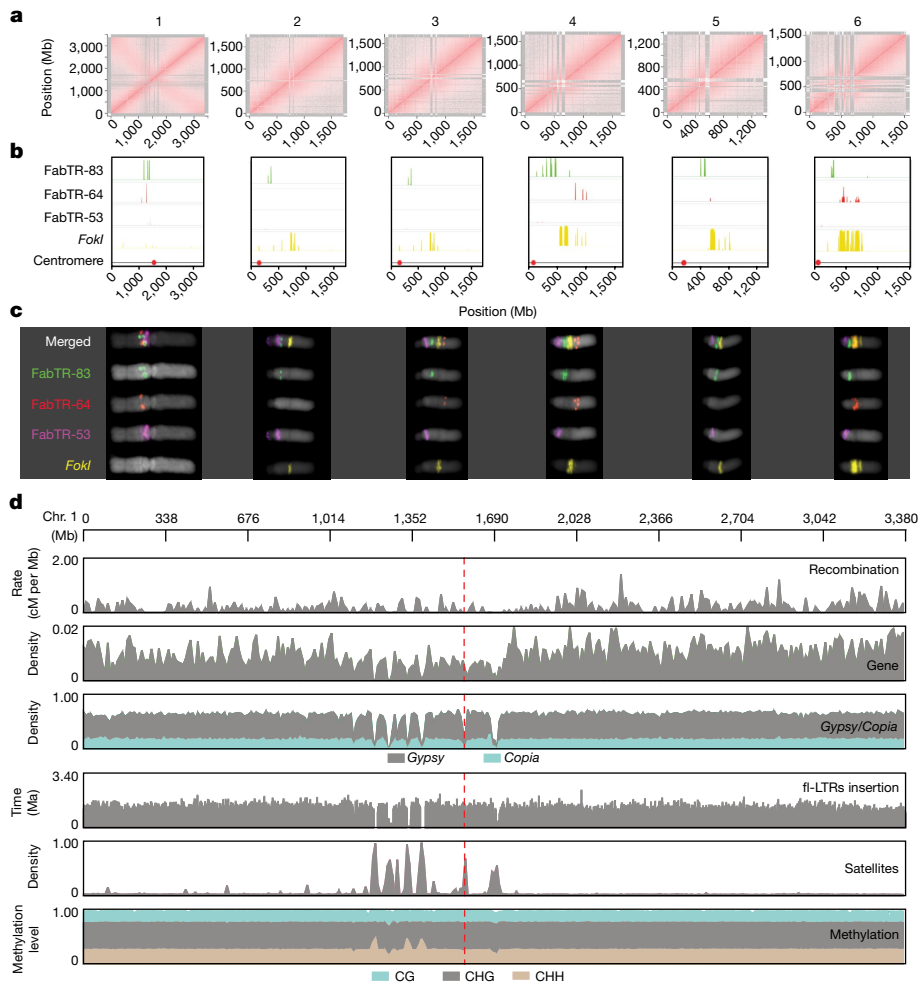 a
1 2 3 4 5 6
Position (Mb)
3,000 2,000 1,000 0
0 1,000 2,000 3,000
1,500 1,000 500 0
0 500 1,000 1,500
1,500 1,000 500 0
0 500 1,000 1,500
1,500 1,000 500 0
0 500 1,000 1,500
1,200 800 400 0
0 400 800 1,200
1,500 1,000 500 0
0 500 1,000 1,500
b
FabTR-83
FabTR-64
FabTR-53
FokI
Centromere
0 1,000 2,000 3,000
0 500 1,000 1,500
0 500 1,000 1,500
0 500 1,000 1,500
0 400 800 1,200
0 500 1,000 1,500
Position (Mb)
c
Merged
FabTR-83
FabTR-64
FabTR-53
FokI
d
Chr. 1 (Mb)
0 338 676 1,014 1,352 1,690 2,028 2,366 2,704 3,042 3,380
Rate (cM per Mb)
2.00
0
Recombination
Density
0.02
0
Gene
Density
1.00
0
Gypsy/Copia
Gypsy Copia
Time (Ma)
3.40
0
fl-LTRs insertion
Density
1.00
0
Satellites
Methylation level
1.00
0
Methylation
CG CHG CHH